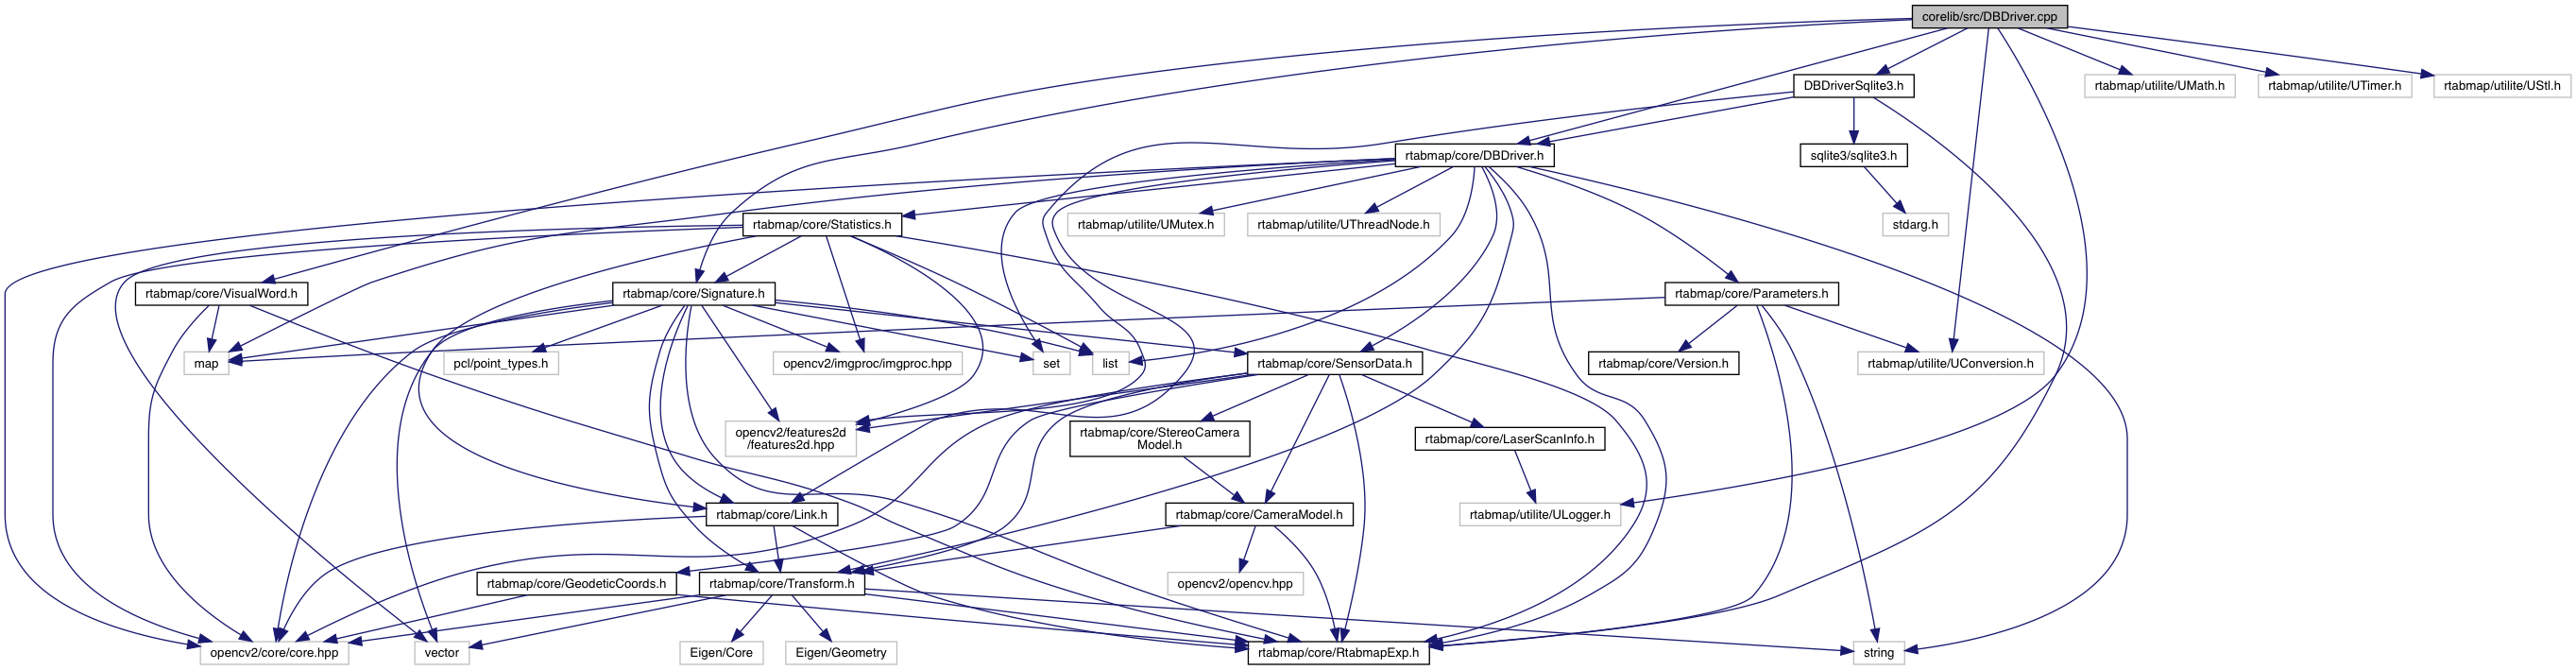 corelib/src/DBDriver.cpp
DBDriverSqlite3.h
rtabmap/utilite/UMath.h
rtabmap/utilite/UTimer.h
rtabmap/utilite/UStl.h
rtabmap/core/DBDriver.h
sqlite3/sqlite3.h
rtabmap/core/Statistics.h
rtabmap/utilite/UMutex.h
rtabmap/utilite/UThreadNode.h
stdarg.h
rtabmap/core/VisualWord.h
rtabmap/core/Signature.h
rtabmap/core/Parameters.h
map
pcl/point_types.h
opencv2/imgproc/imgproc.hpp
set
list
rtabmap/core/SensorData.h
rtabmap/core/Version.h
rtabmap/utilite/UConversion.h
opencv2/features2d
/features2d.hpp
rtabmap/core/StereoCamera
Model.h
rtabmap/core/LaserScanInfo.h
rtabmap/core/Link.h
rtabmap/core/CameraModel.h
rtabmap/utilite/ULogger.h
rtabmap/core/GeodeticCoords.h
rtabmap/core/Transform.h
opencv2/opencv.hpp
opencv2/core/core.hpp
vector
Eigen/Core
Eigen/Geometry
rtabmap/core/RtabmapExp.h
string